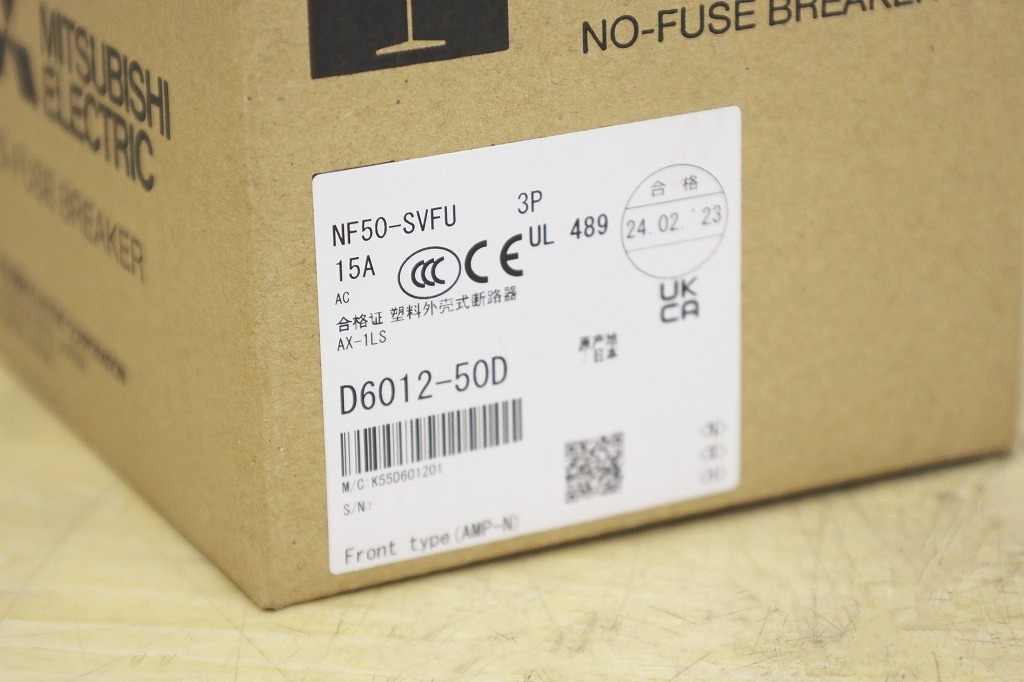 MITSUBISHI
ELECTRIC
NO-FUSE BREAKER
NF50-SVFU 3P
15A CCC CE UL 489
AC
合格
24.02.'23
UK
CA
合格证 塑料外壳式断路器
AX-1LS
原产地
:日本
D6012-50D
M/C K55D601201
S/N:
Front type(AMP-N)